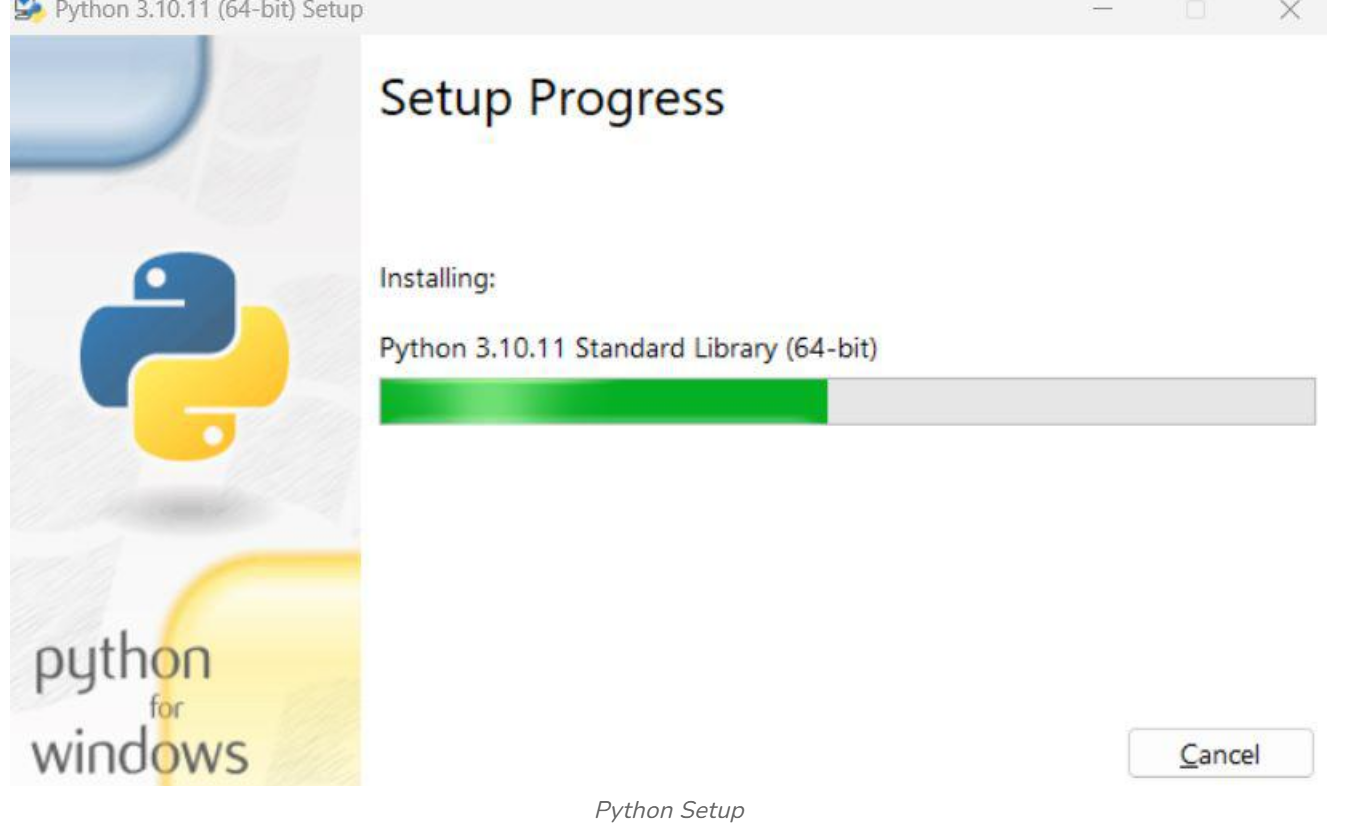 Python 3.10.11 (64-bit) Setup
Setup Progress
Installing:
Python 3.10.11 Standard Library (64-bit)
python
for
windows
Cancel
Python Setup